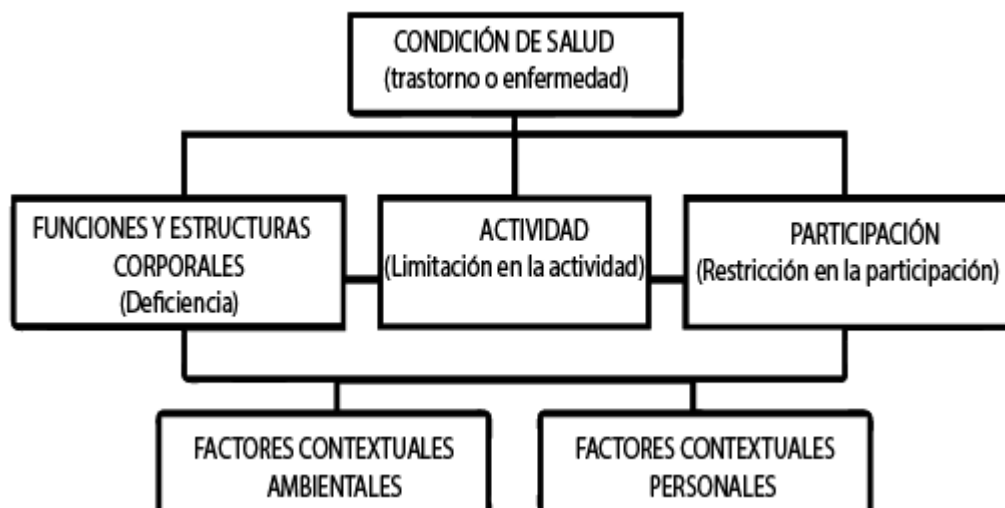 CONDICIÓN DE SALUD
(trastorno o enfermedad)
FUNCIONES Y ESTRUCTURAS
CORPORALES
(Deficiencia)
ACTIVIDAD
(Limitación en la actividad)
PARTICIPACIÓN
(Restricción en la participación)
FACTORES CONTEXTUALES
AMBIENTALES
FACTORES CONTEXTUALES
PERSONALES